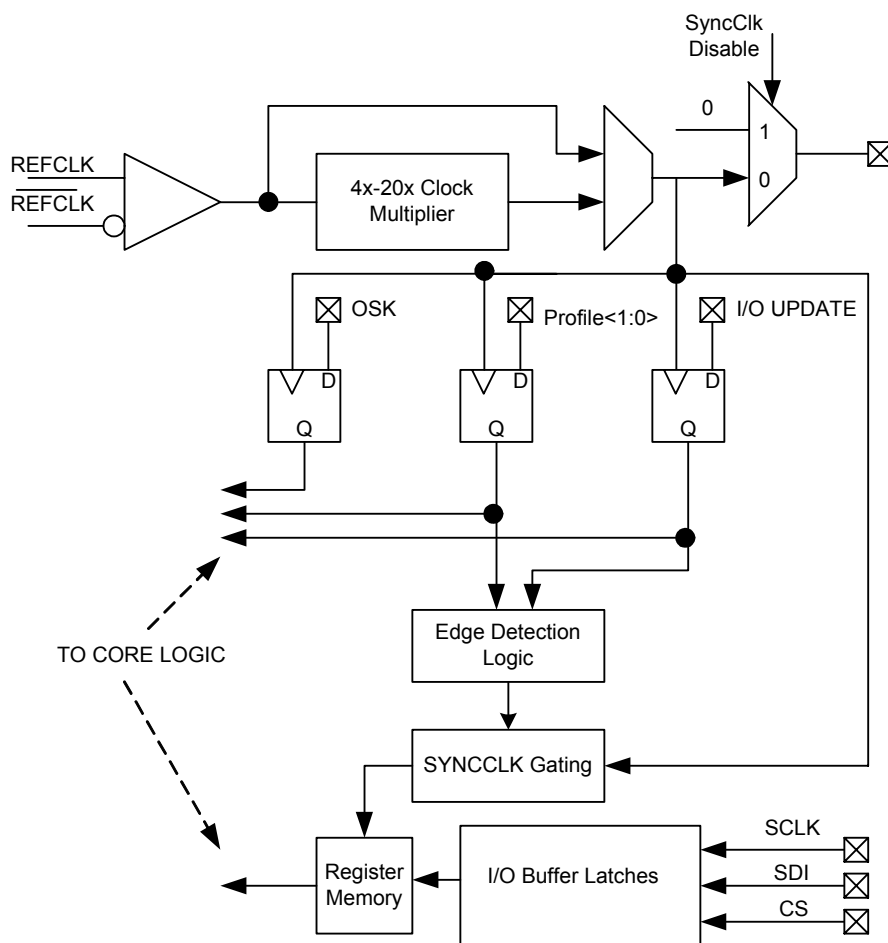 SyncClk
Disable
0
1
0
REFCLK
REFCLK
4x-20x Clock
Multiplier
OSK
Profile<1:0>
I/O UPDATE
D
D
D
Q
Q
Q
Edge Detection
Logic
TO CORE LOGIC
SYNCCLK Gating
SCLK
Register
Memory
I/O Buffer Latches
SDI
CS